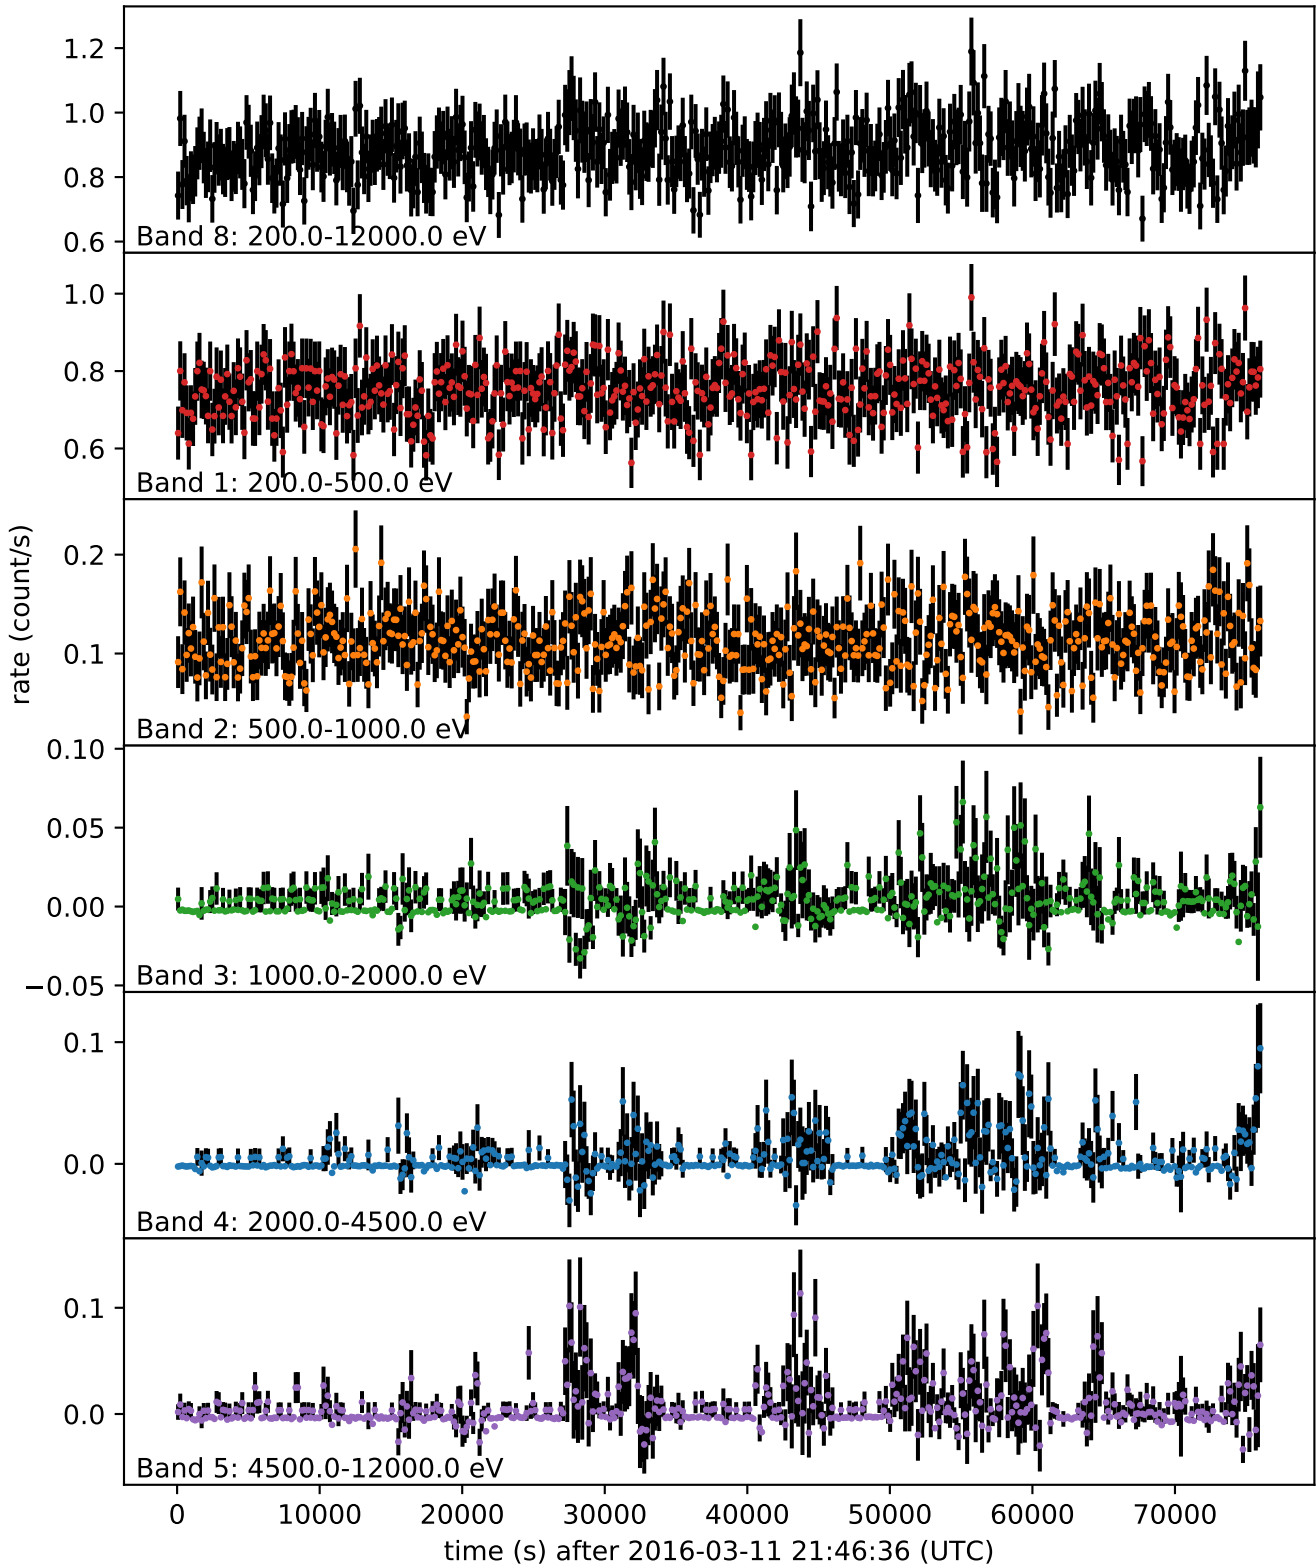 1.2
1.0
0.8
0.6
Band 8: 200.0-12000.0 eV
1.0
0.8
0.6
Band 1: 200.0-500.0 eV
rate (count/s)
0.2
0.1
Band 2: 500.0-1000.0 eV
0.10
0.05
0.00
−0.05
Band 3: 1000.0-2000.0 eV
0.1
0.0
Band 4: 2000.0-4500.0 eV
0.1
0.0
Band 5: 4500.0-12000.0 eV
0 10000 20000 30000 40000 50000 60000 70000
time (s) after 2016-03-11 21:46:36 (UTC)